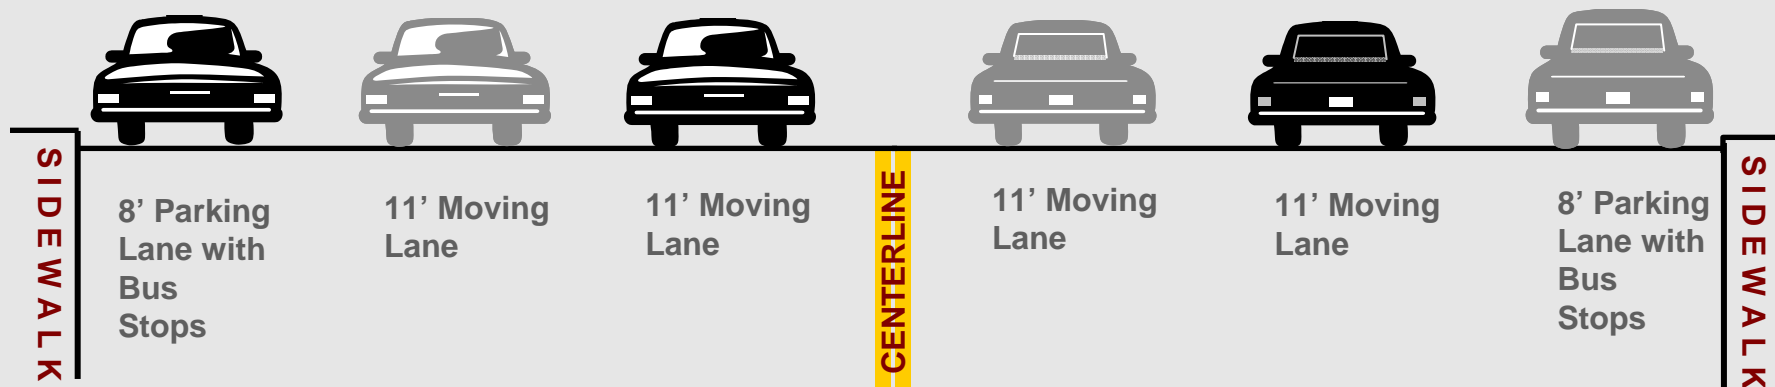 SIDEWALK
8’ Parking
Lane with
Bus
Stops
11’ Moving
Lane
11’ Moving
Lane
CENTERLINE
11’ Moving
Lane
11’ Moving
Lane
8’ Parking
Lane with
Bus
Stops
SIDEWALK